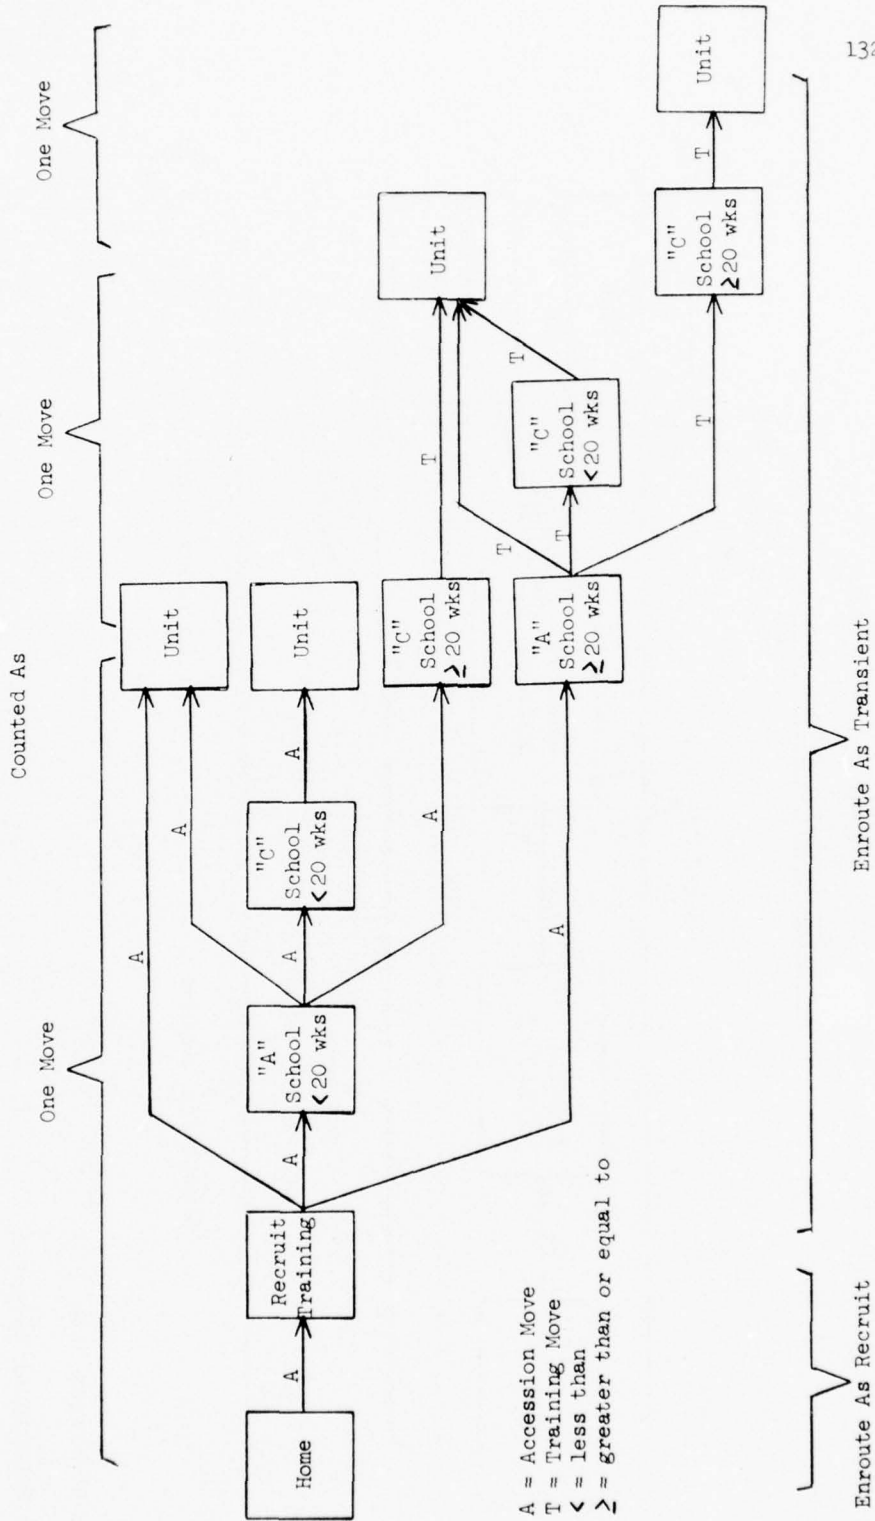 132
Counted As
One Move
One Move
One Move
Home
A
Recruit
Training
A
A
"A"
School
<20 wks
A
A
"C"
School
<20 wks
A
A
A
Unit
Unit
"C"
School
≥20 wks
"A"
School
≥20 wks
T
T
T
T
"C"
School
<20 wks
T
Unit
"C"
School
≥20 wks
T
Unit
A = Accession Move
T = Training Move
< = less than
≥ = greater than or equal to
Enroute As Recruit
Enroute As Transient